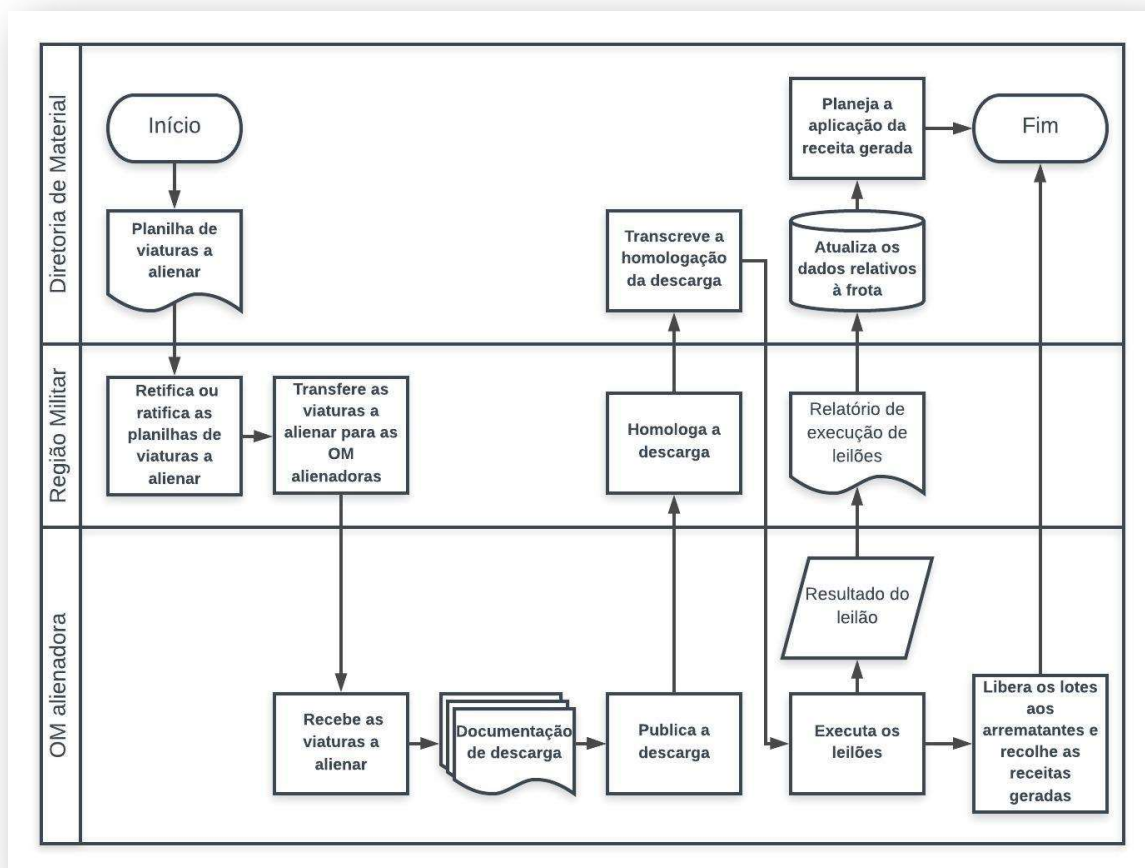 Diretoria de Material
Início
Planilha de
viaturas a
alienar
Transcreve a
homologação
da descarga
Planeja a
aplicação da
receita gerada
Atualiza os
dados relativos
à frota
Fim
Região Militar
Retifica ou
ratifica as
planilhas de
viaturas a
alienar
Transfere as
viaturas a
alienar para as
OM
alienadoras
Homologa a
descarga
Relatório de
execução de
leilões
OM alienadora
Recebe as
viaturas a
alienar
Documentação
de descarga
Publica a
descarga
Resultado do
leilão
Executa os
leilões
Libera os lotes
aos
arrematantes e
recolhe as
receitas
geradas